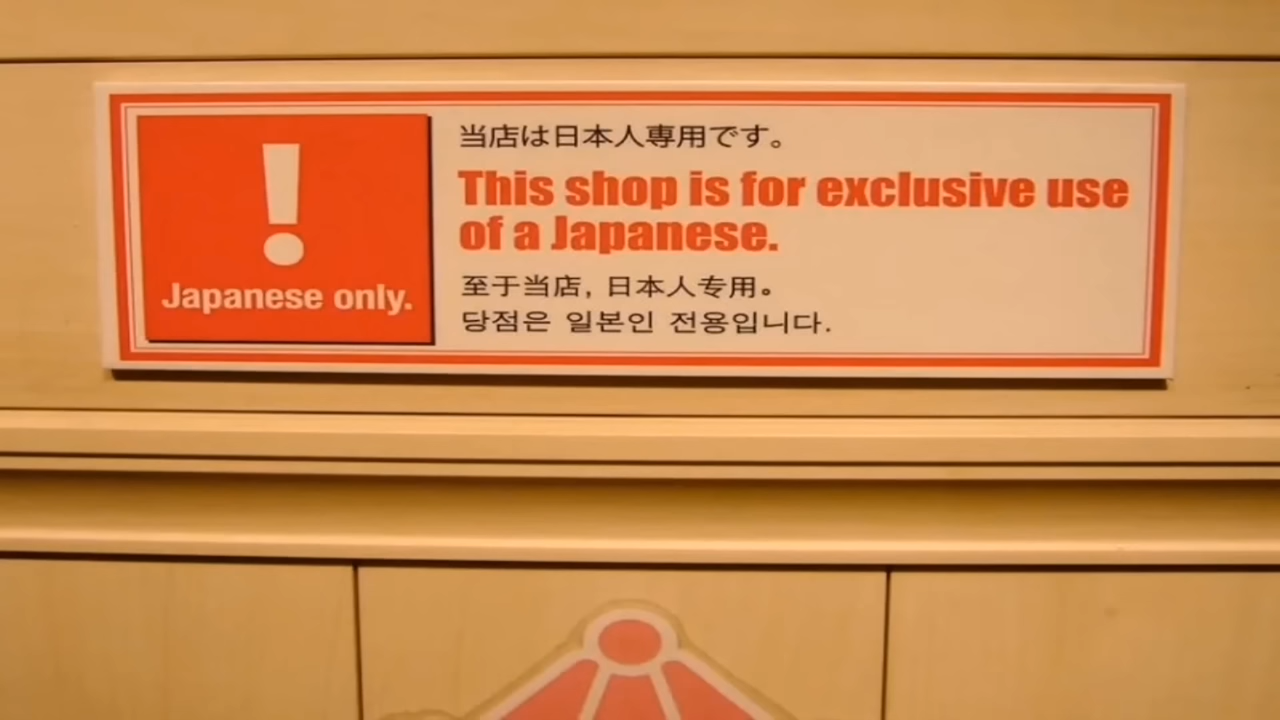 Japanese only.
当店は日本人専用です。
This shop is for exclusive use
of a Japanese.
至于当店, 日本人专用。
당점은 일본인 전용입니다.